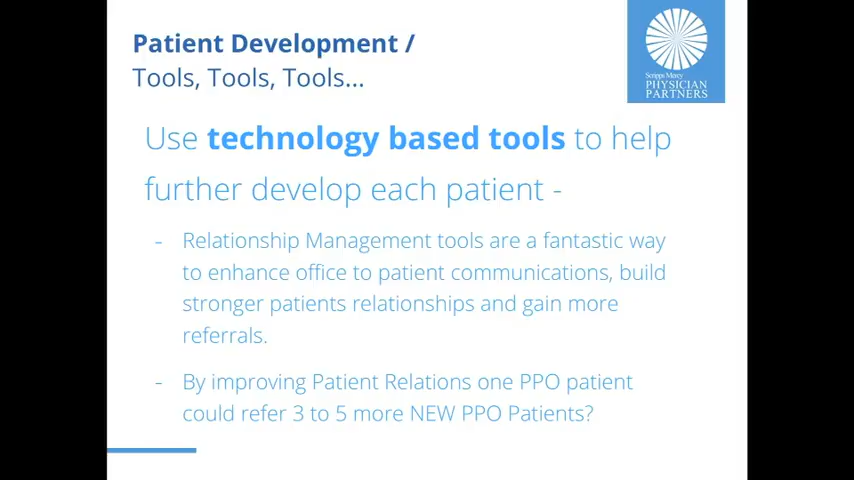 Patient Development /
Tools, Tools, Tools...
Scripps Mercy
PHYSICIAN
PARTNERS
Use technology based tools to help
further develop each patient -
- Relationship Management tools are a fantastic way
to enhance office to patient communications, build
stronger patients relationships and gain more
referrals.
- By improving Patient Relations one PPO patient
could refer 3 to 5 more NEW PPO Patients?